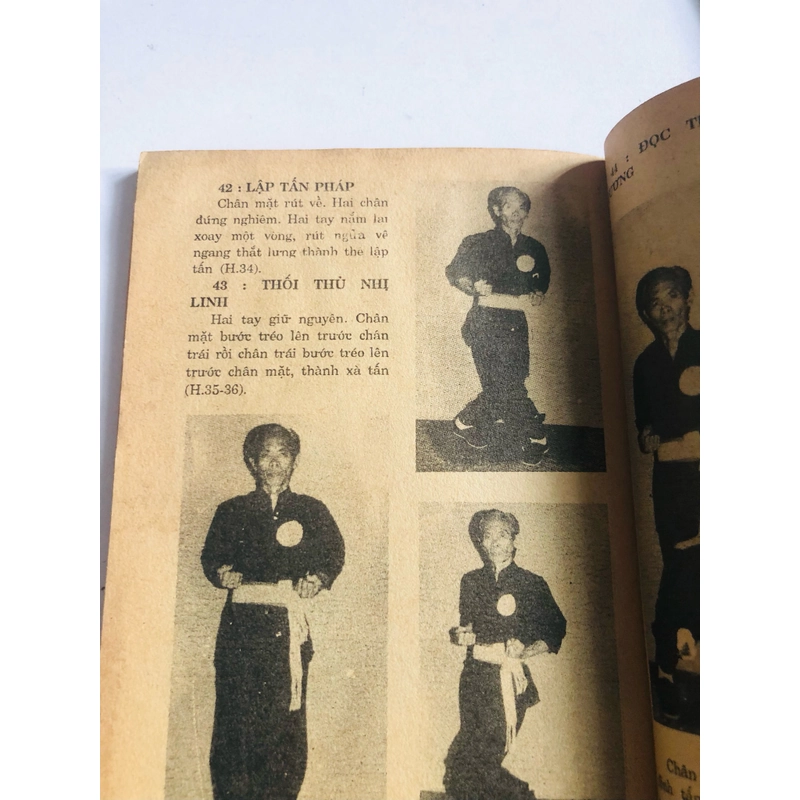 42 : LẬP TẤN PHÁP
Chân mặt rút về. Hai chân
đứng nghiêm. Hai tay nắm lại
xoay một vòng, rút ngửa về
ngang thắt lưng thành thế lập
tấn (H.34).
43 : THỐI THỦ NHỊ
LINH
Hai tay giữ nguyên. Chân
mặt bước tréo lên trước chân
trái rồi chân trái bước tréo lên
trước chân mặt, thành xà tấn
(H.35-36).
44 : ĐỌC
Chân